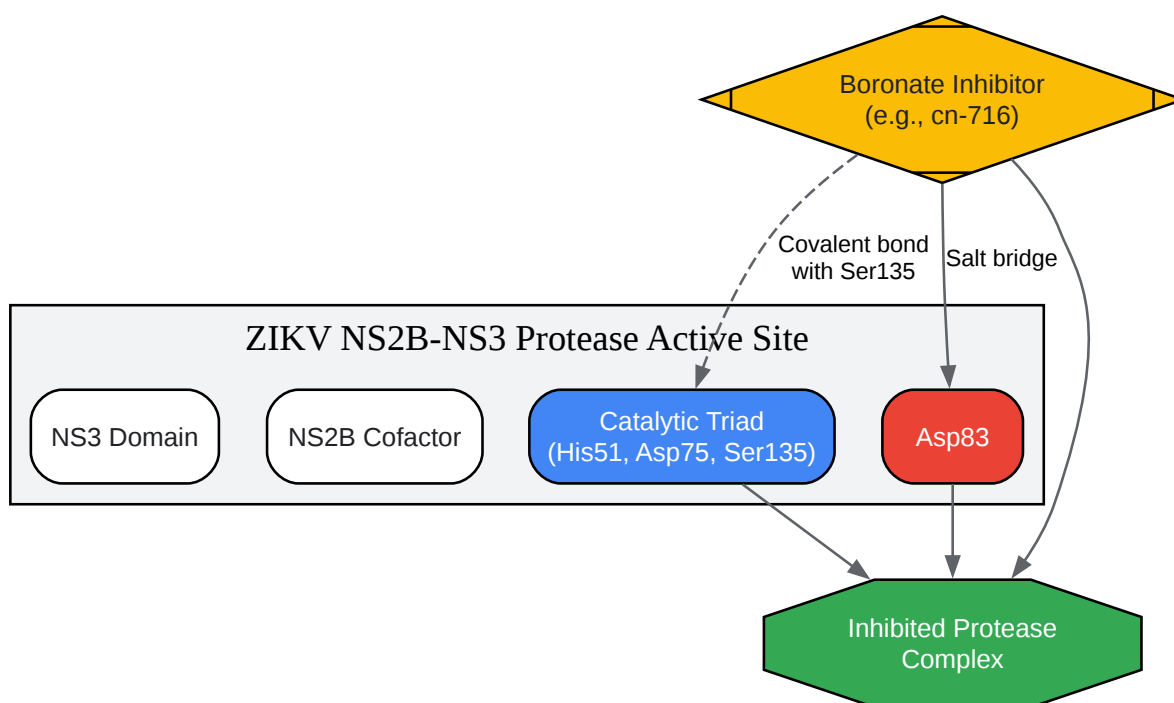 Boronate Inhibitor
(e.g., cn-716)
Covalent bond
with Ser135
Salt bridge
ZIKV NS2B-NS3 Protease Active Site
NS3 Domain
NS2B Cofactor
Catalytic Triad
(His51, Asp75, Ser135)
Asp83
Inhibited Protease
Complex